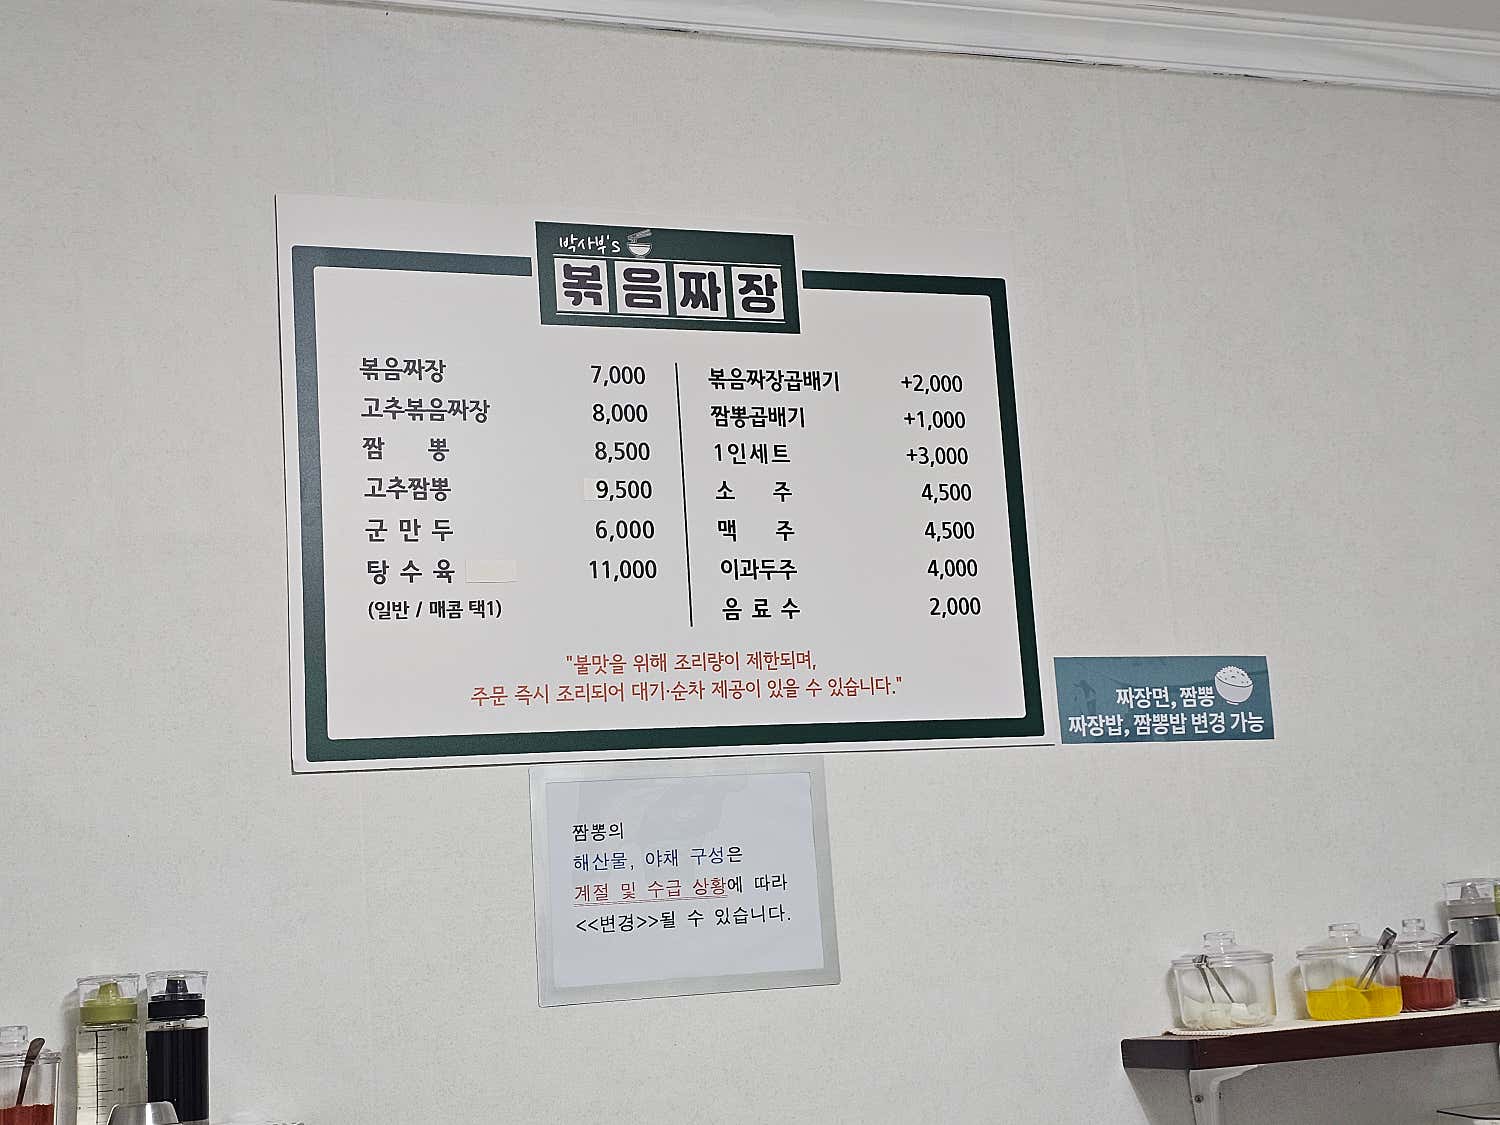 박사부's
볶음짜장
볶음짜장 7,000
고추볶음짜장 8,000
짬 뽕 8,500
고추짬뽕 9,500
군 만 두 6,000
탕 수 육 11,000
(일반 / 매콤 택1)
볶음짜장곱배기 +2,000
짬뽕곱배기 +1,000
1인세트 +3,000
소 주 4,500
맥 주 4,500
이과두주 4,000
음 료 수 2,000
"불맛을 위해 조리량이 제한되며,
주문 즉시 조리되어 대기·순차 제공이 있을 수 있습니다."
짜장면, 짬뽕
짜장밥, 짬뽕밥 변경 가능
짬뽕의
해산물, 야채 구성은
계절 및 수급 상황에 따라
<<변경>>될 수 있습니다.